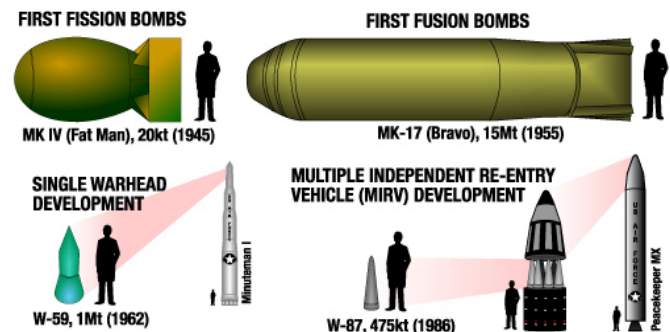 FIRST FISSION BOMBS
MK IV (Fat Man), 20kt (1945)
FIRST FUSION BOMBS
MK-17 (Bravo), 15Mt (1955)
SINGLE WARHEAD
DEVELOPMENT
W-59, 1Mt (1962)
Minuteman I
MULTIPLE INDEPENDENT RE-ENTRY
VEHICLE (MIRV) DEVELOPMENT
W-87, 475kt (1986)
US AIR FORCE
Peacekeeper MX